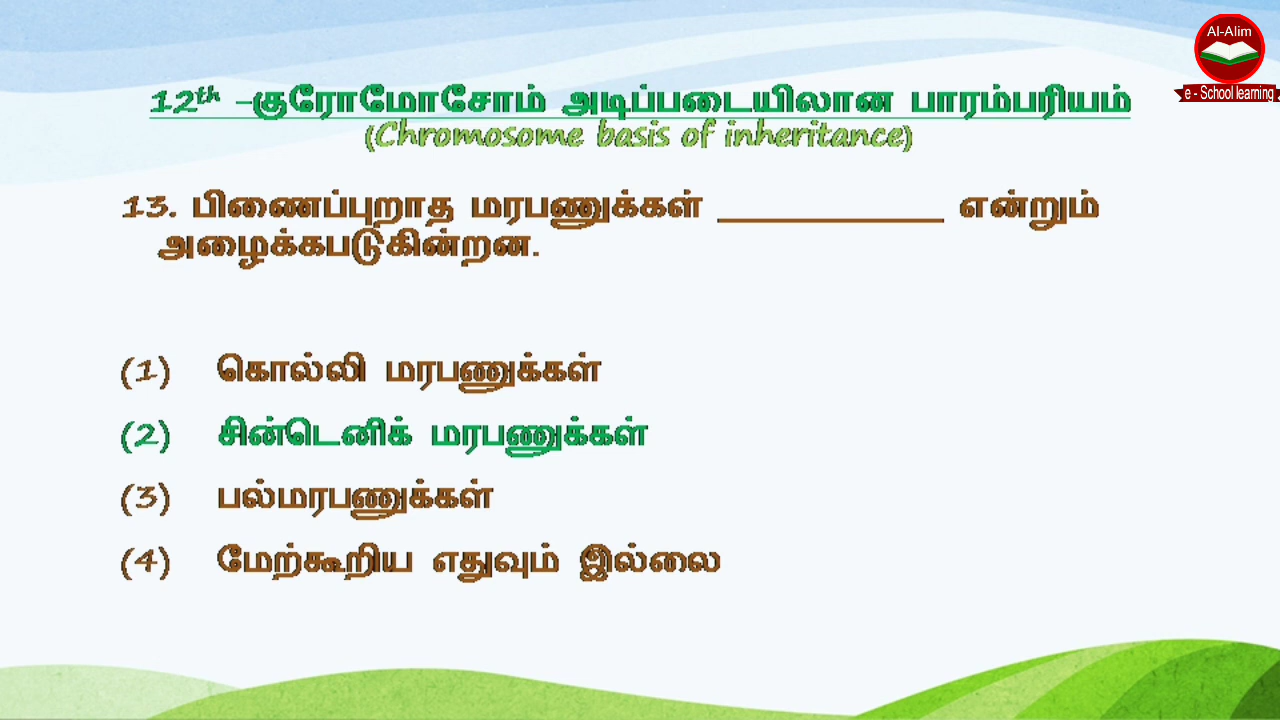 Al-Alim
e - School learning
12th -குரோமோசோம் அடிப்படையிலான பாரம்பரியம்
(Chromosome basis of inheritance)
13. பிணைப்புறாத மரபணுக்கள் ____________ என்றும்
அழைக்கபடுகின்றன.
(1) கொல்லி மரபணுக்கள்
(2) சின்டெனிக் மரபணுக்கள்
(3) பல்மரபணுக்கள்
(4) மேற்கூறிய எதுவும் இல்லை